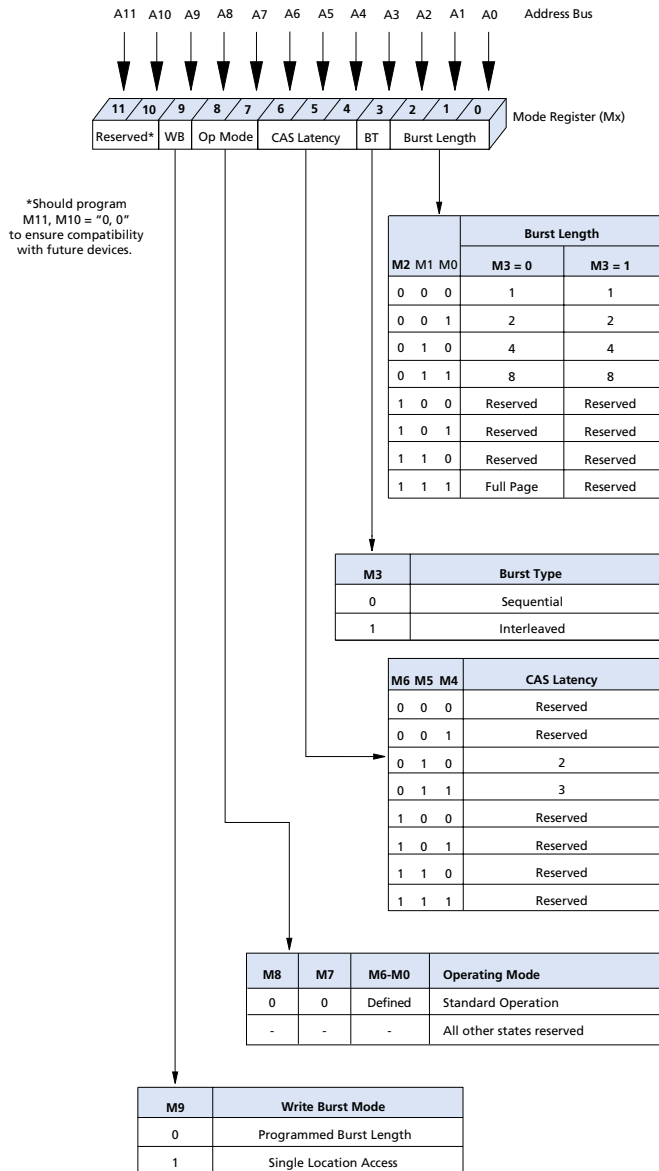 A11 A10 A9 A8 A7 A6 A5 A4 A3 A2 A1 A0 Address Bus
11 10 9 8 7 6 5 4 3 2 1 0
Mode Register (Mx)
Reserved* WB Op Mode CAS Latency BT Burst Length
*Should program
M11, M10 = “0, 0”
to ensure compatibility
with future devices.
Burst Length
M2 M1 M0 M3 = 0 M3 = 1
0 0 0 1 1
0 0 1 2 2
0 1 0 4 4
0 1 1 8 8
1 0 0 Reserved Reserved
1 0 1 Reserved Reserved
1 1 0 Reserved Reserved
1 1 1 Full Page Reserved
M3 Burst Type
0 Sequential
1 Interleaved
M6 M5 M4 CAS Latency
0 0 0 Reserved
0 0 1 Reserved
0 1 0 2
0 1 1 3
1 0 0 Reserved
1 0 1 Reserved
1 1 0 Reserved
1 1 1 Reserved
M8 M7 M6-M0 Operating Mode
0 0 Defined Standard Operation
- - - All other states reserved
M9 Write Burst Mode
0 Programmed Burst Length
1 Single Location Access